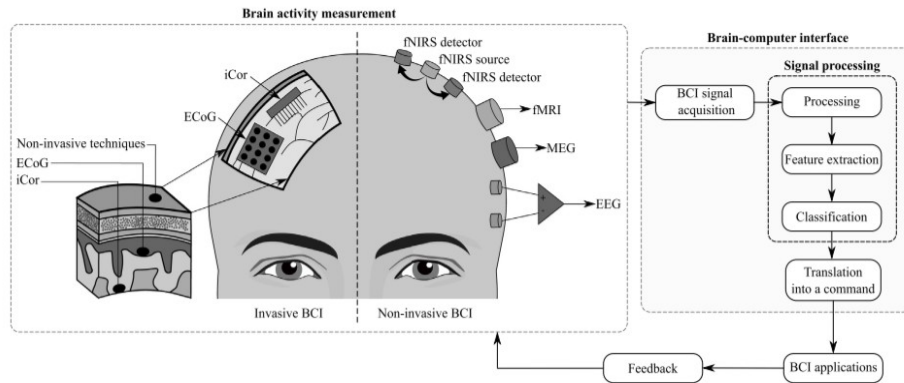 Brain activity measurement
fNIRS detector
fNIRS source
fNIRS detector
iCor
ECoG
fMRI
MEG
EEG
+
-
Non-invasive techniques
ECoG
iCor
Invasive BCI
Non-invasive BCI
Brain-computer interface
Signal processing
BCI signal
acquisition
Processing
Feature extraction
Classification
Translation
into a command
BCI applications
Feedback